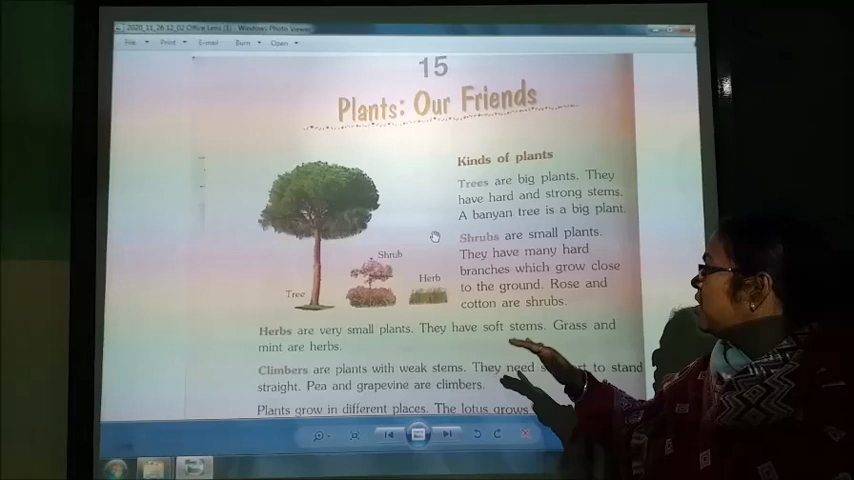 2020_11_26 12_02 Office Lens (1) - Windows Photo Viewer
File Print E-mail Burn Open
15
Plants: Our Friends
Kinds of plants
Trees are big plants. They
have hard and strong stems.
A banyan tree is a big plant.
Shrubs are small plants.
They have many hard
branches which grow close
to the ground. Rose and
cotton are shrubs.
Tree
Shrub
Herb
Herbs are very small plants. They have soft stems. Grass and
mint are herbs.
Climbers are plants with weak stems. They need to stand
straight. Pea and grapevine are climbers.
Plants grow in different places. The lotus grows